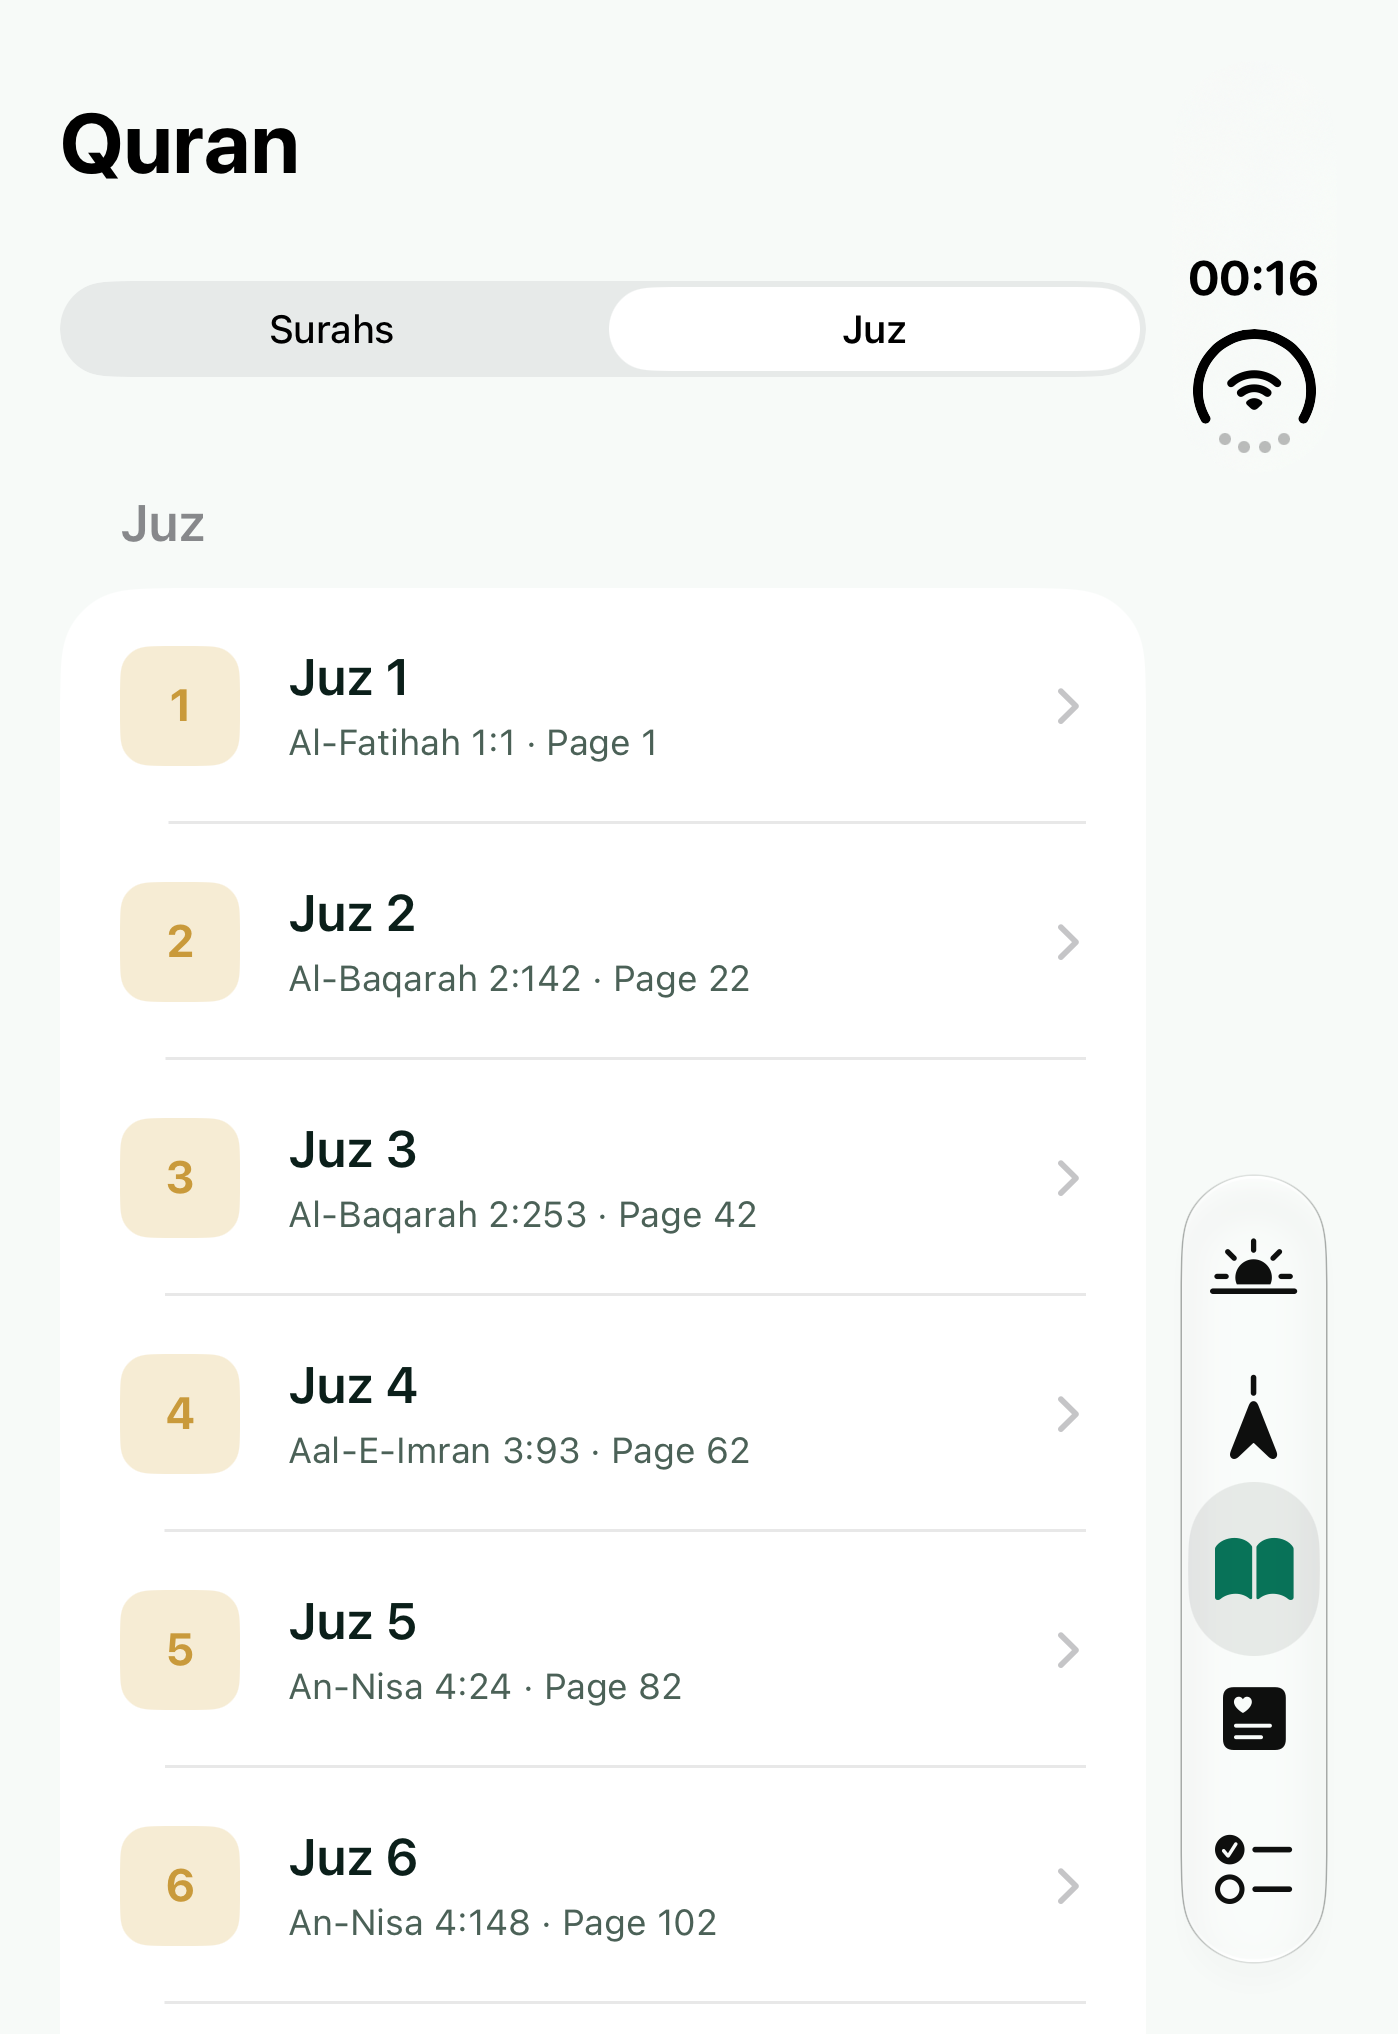 Quran
00:16
Surahs
Juz
Juz
1
Juz 1
Al-Fatihah 1:1 · Page 1
2
Juz 2
Al-Baqarah 2:142 · Page 22
3
Juz 3
Al-Baqarah 2:253 · Page 42
4
Juz 4
Aal-E-Imran 3:93 · Page 62
5
Juz 5
An-Nisa 4:24 · Page 82
6
Juz 6
An-Nisa 4:148 · Page 102